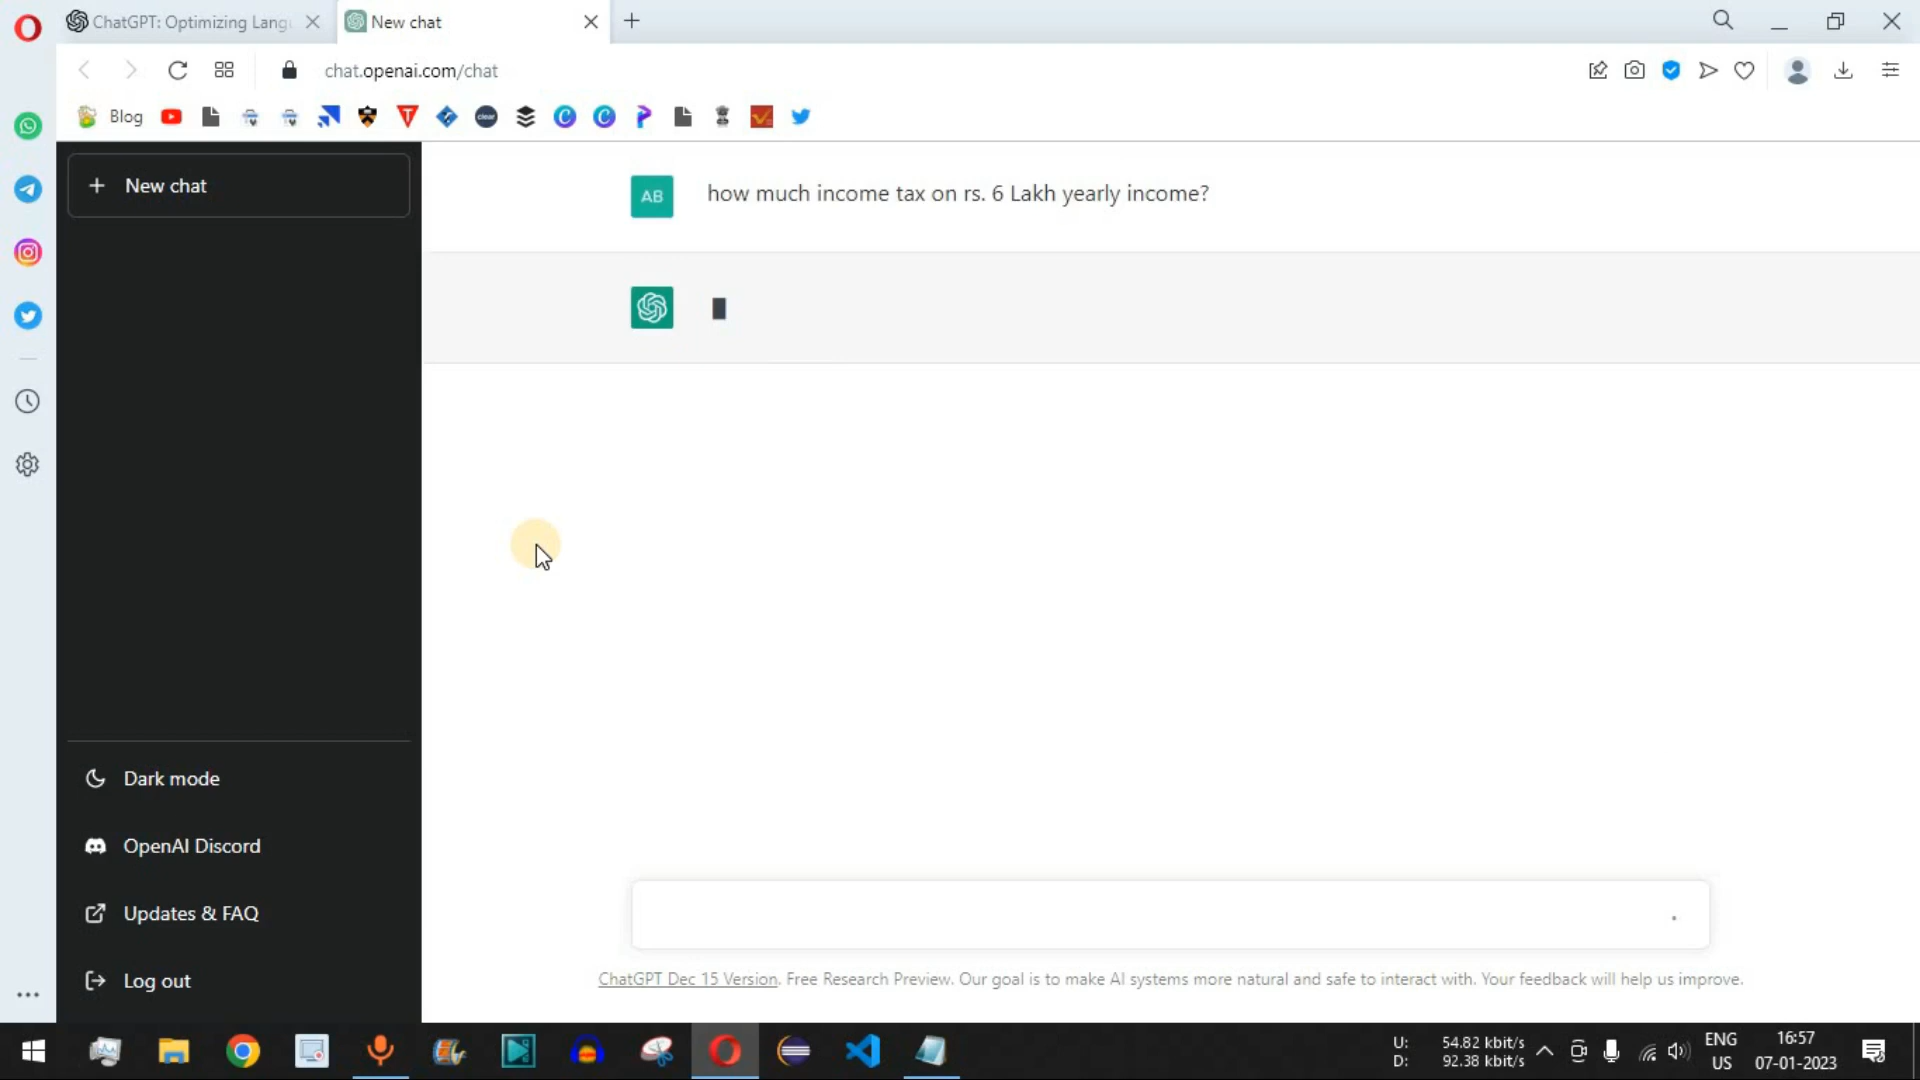 ChatGPT: Optimizing Lang
New chat
chat.openai.com/chat
Blog
New chat
AB
how much income tax on rs. 6 Lakh yearly income?
Dark mode
OpenAI Discord
Updates & FAQ
Log out
ChatGPT Dec 15 Version. Free Research Preview. Our goal is to make AI systems more natural and safe to interact with. Your feedback will help us improve.
U: 54.82 kbit/s
D: 92.38 kbit/s
ENG
US
16:57
07-01-2023